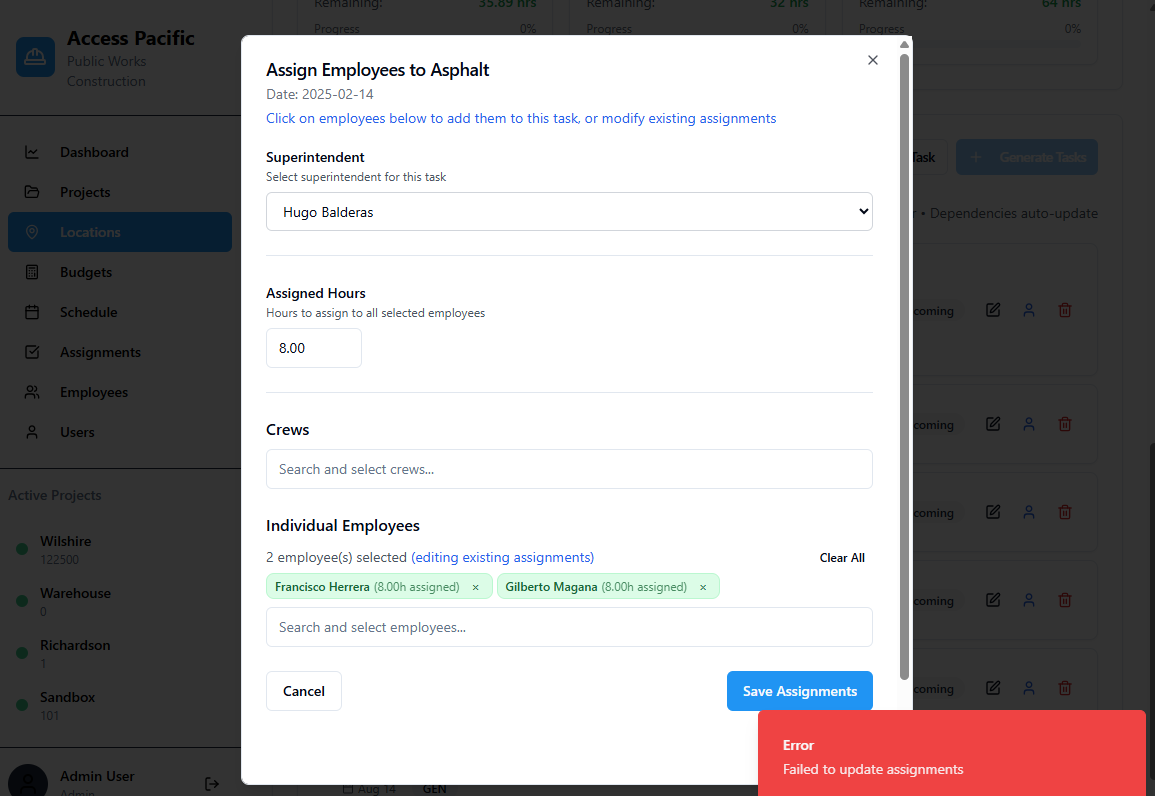 Remaining:
35.89 hrs
Remaining:
32 hrs
Remaining:
64 hrs
Progress
0%
Progress
0%
Progress
0%
Access Pacific
Public Works
Construction
Dashboard
Projects
Locations
Budgets
Schedule
Assignments
Employees
Users
Active Projects
Wilshire
122500
Warehouse
0
Richardson
1
Sandbox
101
Admin User
Admin
Assign Employees to Asphalt
Date: 2025-02-14
Click on employees below to add them to this task, or modify existing assignments
Superintendent
Select superintendent for this task
Hugo Balderas
Assigned Hours
Hours to assign to all selected employees
8.00
Crews
Search and select crews...
Individual Employees
2 employee(s) selected (editing existing assignments)
Clear All
Francisco Herrera (8.00h assigned) ×
Gilberto Magana (8.00h assigned) ×
Search and select employees...
Cancel
Save Assignments
Task
+ Generate Tasks
• Dependencies auto-update
coming
coming
coming
coming
coming
Aug 14
GEN
Error
Failed to update assignments